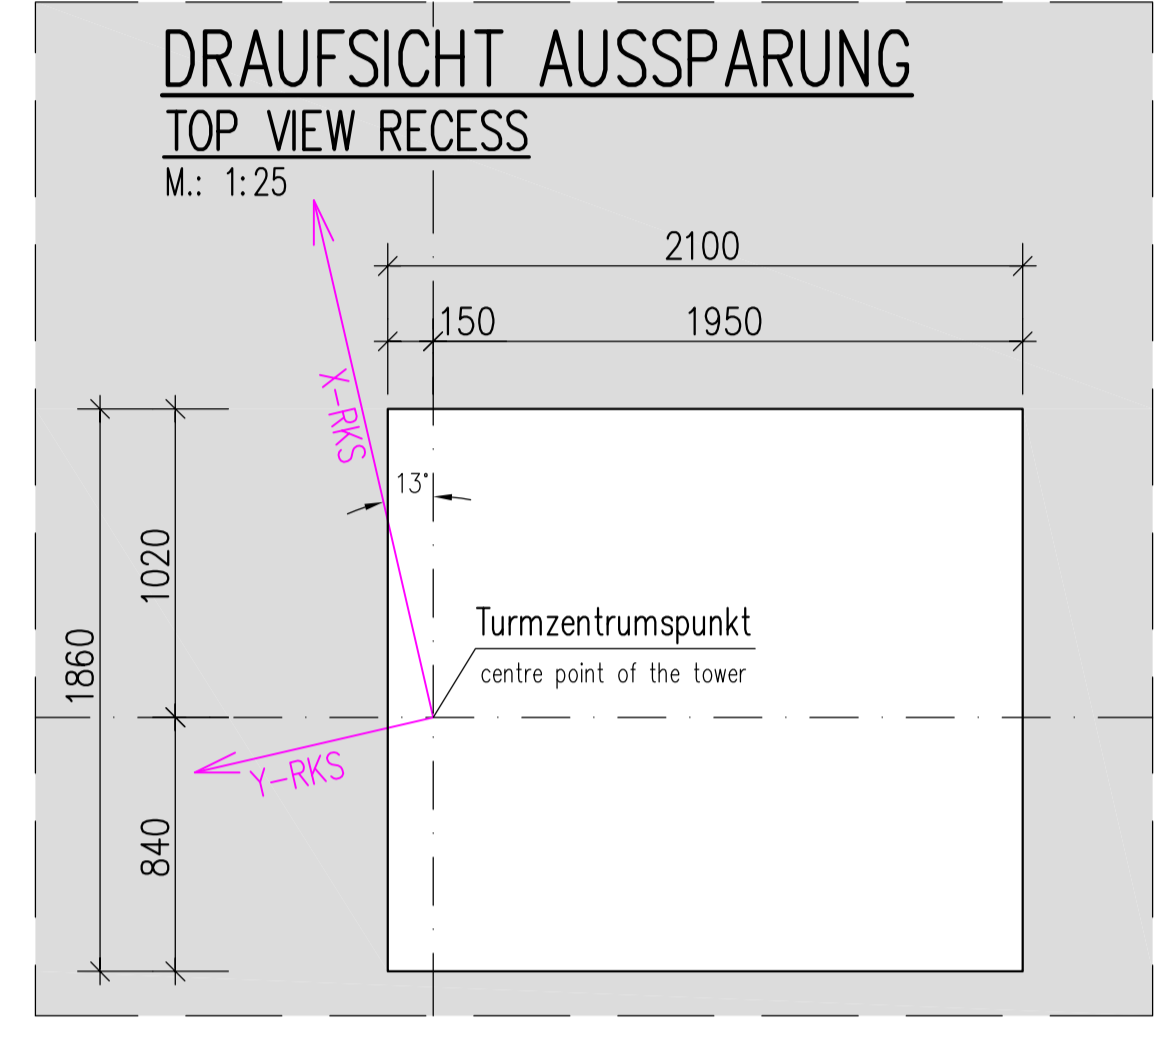 DRAUFSICHT AUSSPARUNG
TOP VIEW RECESS
M.: 1:25
2100
150
1950
X-RKS
13°
1020
1860
Turmzentrumspunkt
centre point of the tower
Y-RKS
840